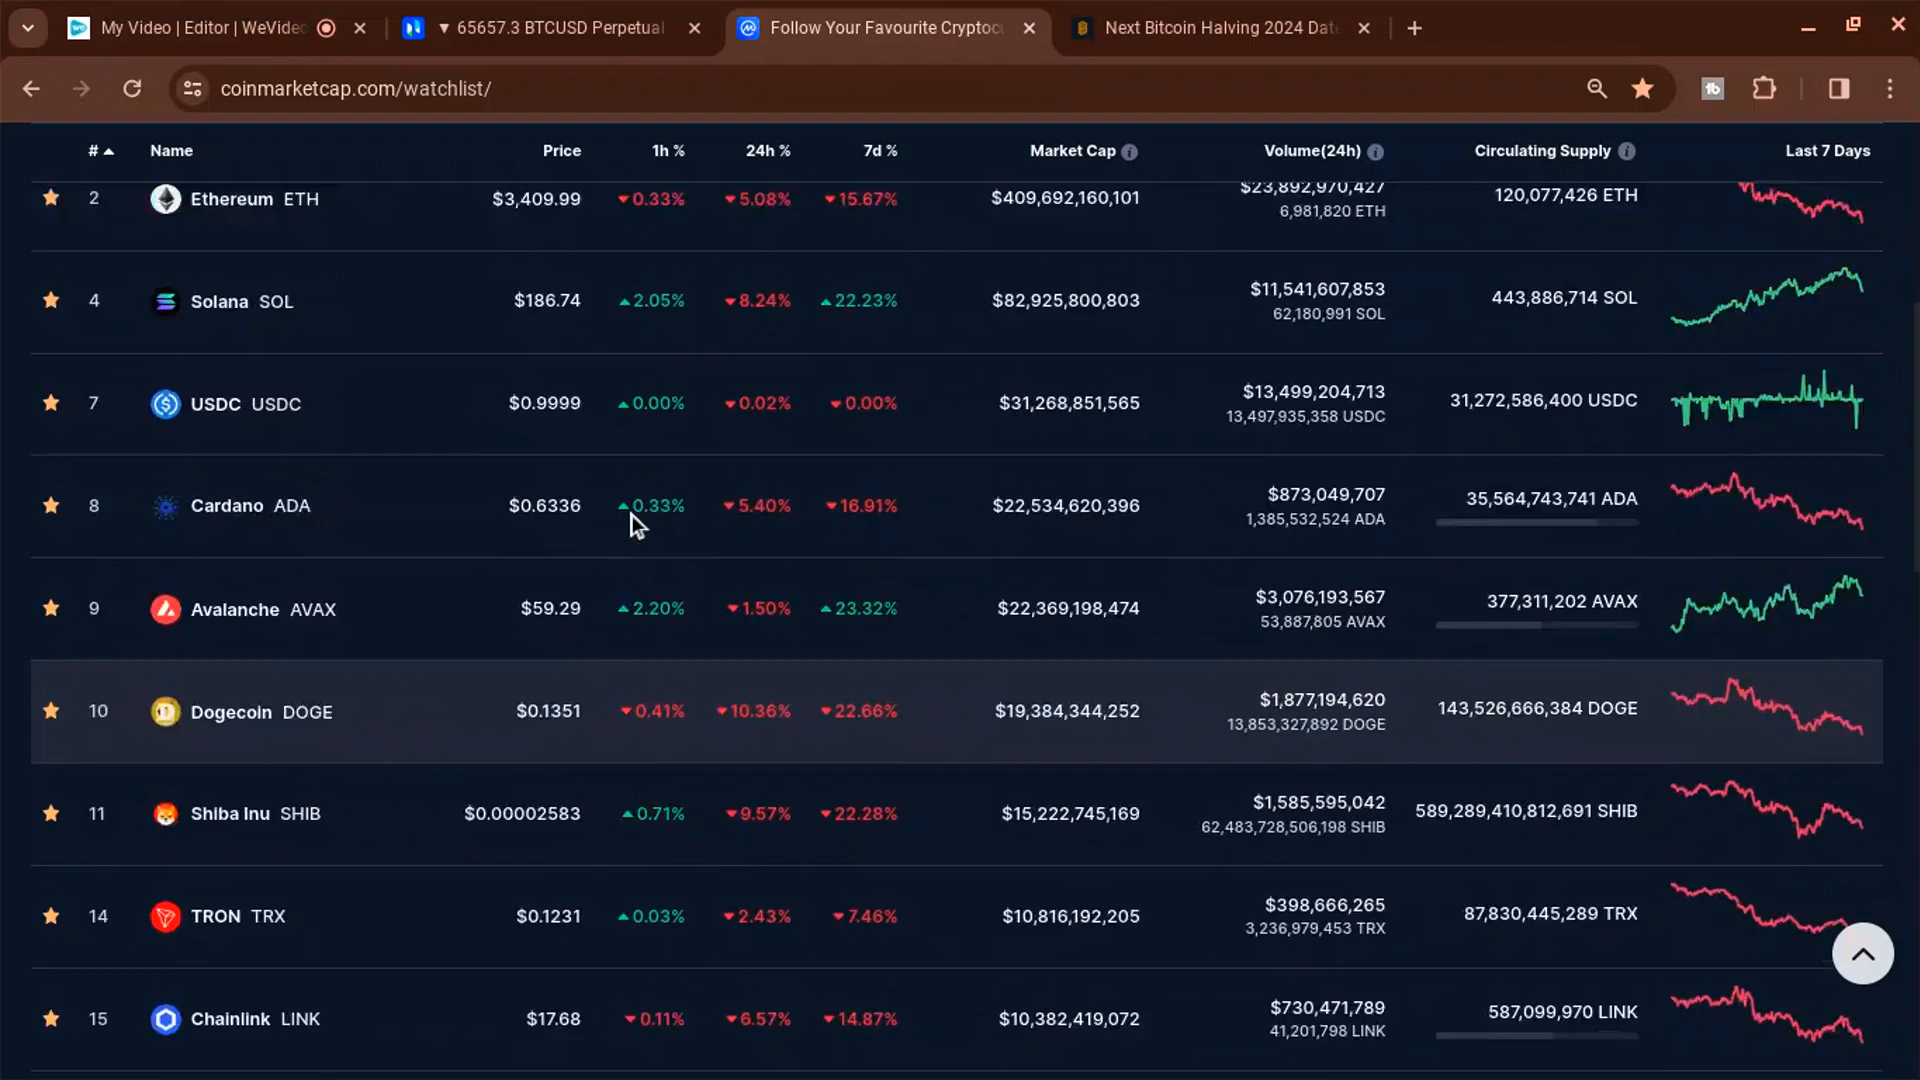 My Video | Editor | WeVide
▼ 65657.3 BTCUSD Perpetual
Follow Your Favourite Cryptoc
Next Bitcoin Halving 2024 Date
coinmarketcap.com/watchlist/
tb
# Name Price 1h % 24h % 7d % Market Cap Volume(24h) Circulating Supply Last 7 Days
2 Ethereum ETH $3,409.99 ▼0.33% ▼5.08% ▼15.67% $409,692,160,101 $23,892,970,427 120,077,426 ETH
6,981,820 ETH
4 Solana SOL $186.74 ▲2.05% ▼8.24% ▲22.23% $82,925,800,803 $11,541,607,853 443,886,714 SOL
62,180,991 SOL
7 USDC USDC $0.9999 ▲0.00% ▼0.02% ▼0.00% $31,268,851,565 $13,499,204,713 31,272,586,400 USDC
13,497,935,358 USDC
8 Cardano ADA $0.6336 ▲0.33% ▼5.40% ▼16.91% $22,534,620,396 $873,049,707 35,564,743,741 ADA
1,385,532,524 ADA
9 Avalanche AVAX $59.29 ▲2.20% ▼1.50% ▲23.32% $22,369,198,474 $3,076,193,567 377,311,202 AVAX
53,887,805 AVAX
10 Dogecoin DOGE $0.1351 ▼0.41% ▼10.36% ▼22.66% $19,384,344,252 $1,877,194,620 143,526,666,384 DOGE
13,853,327,892 DOGE
11 Shiba Inu SHIB $0.00002583 ▲0.71% ▼9.57% ▼22.28% $15,222,745,169 $1,585,595,042 589,289,410,812,691 SHIB
62,483,728,506,198 SHIB
14 TRON TRX $0.1231 ▲0.03% ▼2.43% ▼7.46% $10,816,192,205 $398,666,265 87,830,445,289 TRX
3,236,979,453 TRX
15 Chainlink LINK $17.68 ▼0.11% ▼6.57% ▼14.87% $10,382,419,072 $730,471,789 587,099,970 LINK
41,201,798 LINK